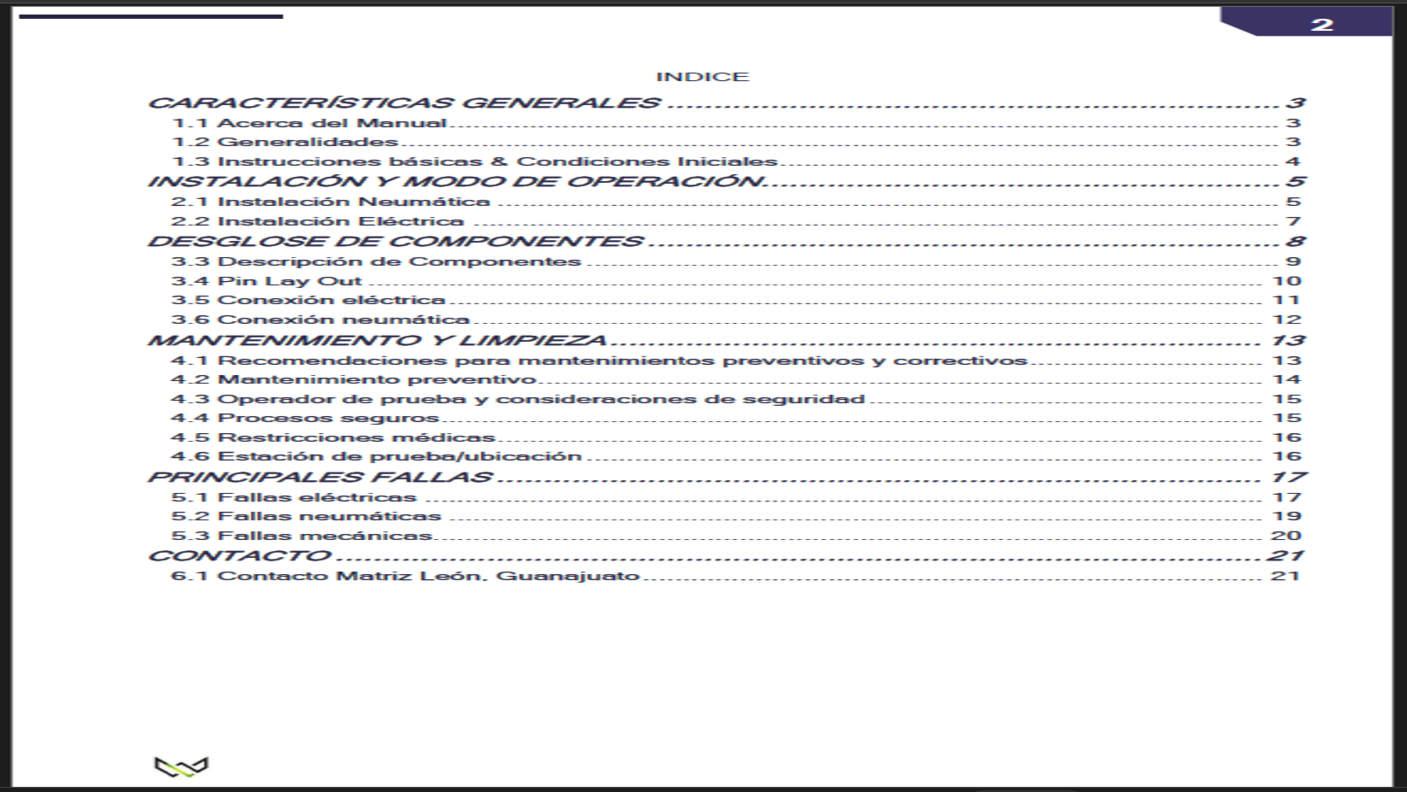 2
INDICE
CARACTERÍSTICAS GENERALES ........................................ 3
1.1 Acerca del Manual ........................................ 3
1.2 Generalidades ........................................ 3
1.3 Instrucciones básicas & Condiciones Iniciales ........................................ 4
INSTALACIÓN Y MODO DE OPERACIÓN ........................................ 5
2.1 Instalación Neumática ........................................ 5
2.2 Instalación Eléctrica ........................................ 7
DESGLOSE DE COMPONENTES ........................................ 8
3.3 Descripción de Componentes ........................................ 9
3.4 Pin Lay Out ........................................ 10
3.5 Conexión eléctrica ........................................ 11
3.6 Conexión neumática ........................................ 12
MANTENIMIENTO Y LIMPIEZA ........................................ 13
4.1 Recomendaciones para mantenimientos preventivos y correctivos ........................................ 13
4.2 Mantenimiento preventivo ........................................ 14
4.3 Operador de prueba y consideraciones de seguridad ........................................ 15
4.4 Procesos seguros ........................................ 15
4.5 Restricciones médicas ........................................ 16
4.6 Estación de prueba/ubicación ........................................ 16
PRINCIPALES FALLAS ........................................ 17
5.1 Fallas eléctricas ........................................ 17
5.2 Fallas neumáticas ........................................ 19
5.3 Fallas mecánicas ........................................ 20
CONTACTO ........................................ 21
6.1 Contacto Matriz León, Guanajuato ........................................ 21